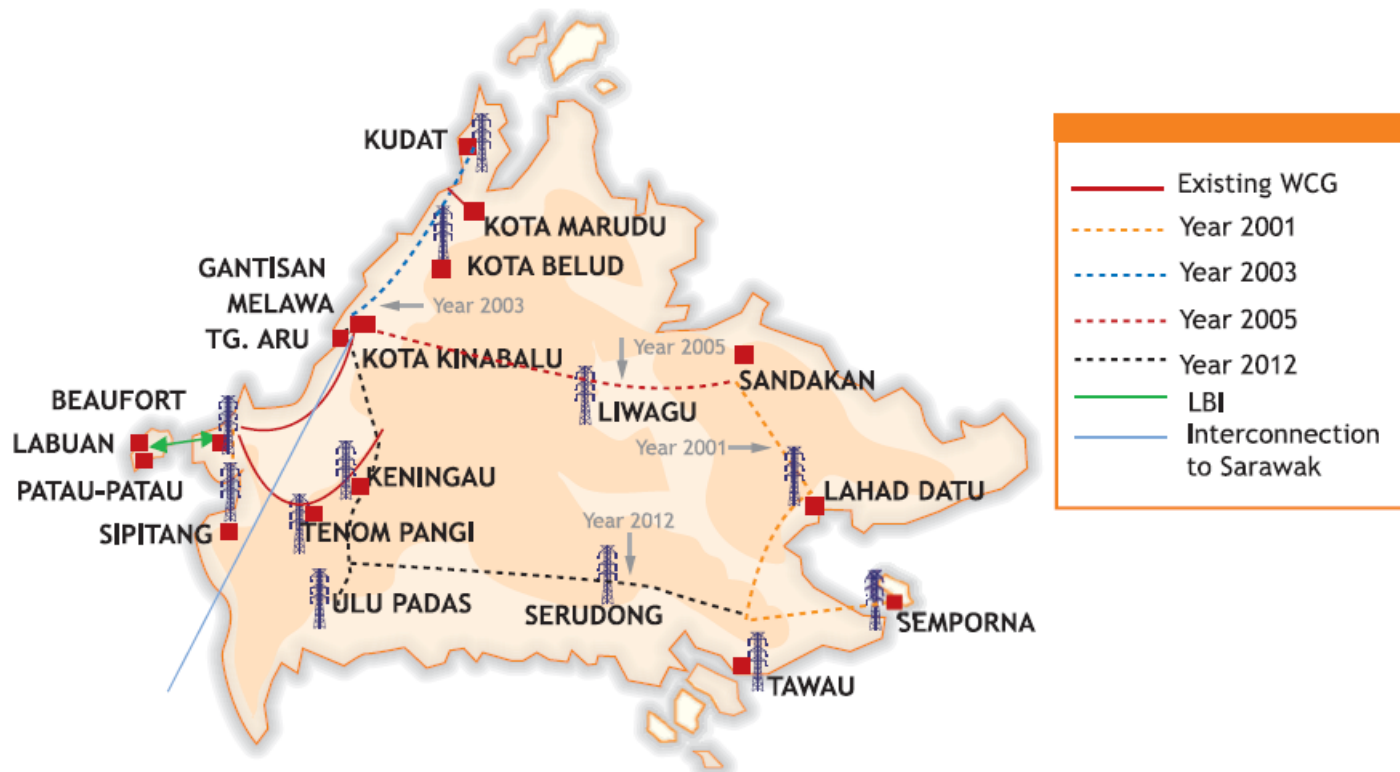 KUDAT
KOTA MARUDU
KOTA BELUD
GANTISAN
MELAWA
Year 2003
TG. ARU
KOTA KINABALU
Year 2005
SANDAKAN
BEAUFORT
LIWAGU
LABUAN
Year 2001
KENINGAU
LAHAD DATU
PATAU-PATAU
SIPITANG
TENOM PANGI
Year 2012
ULU PADAS
SERUDONG
SEMPORNA
TAWAU
Existing WCG
Year 2001
Year 2003
Year 2005
Year 2012
LBI
Interconnection
to Sarawak